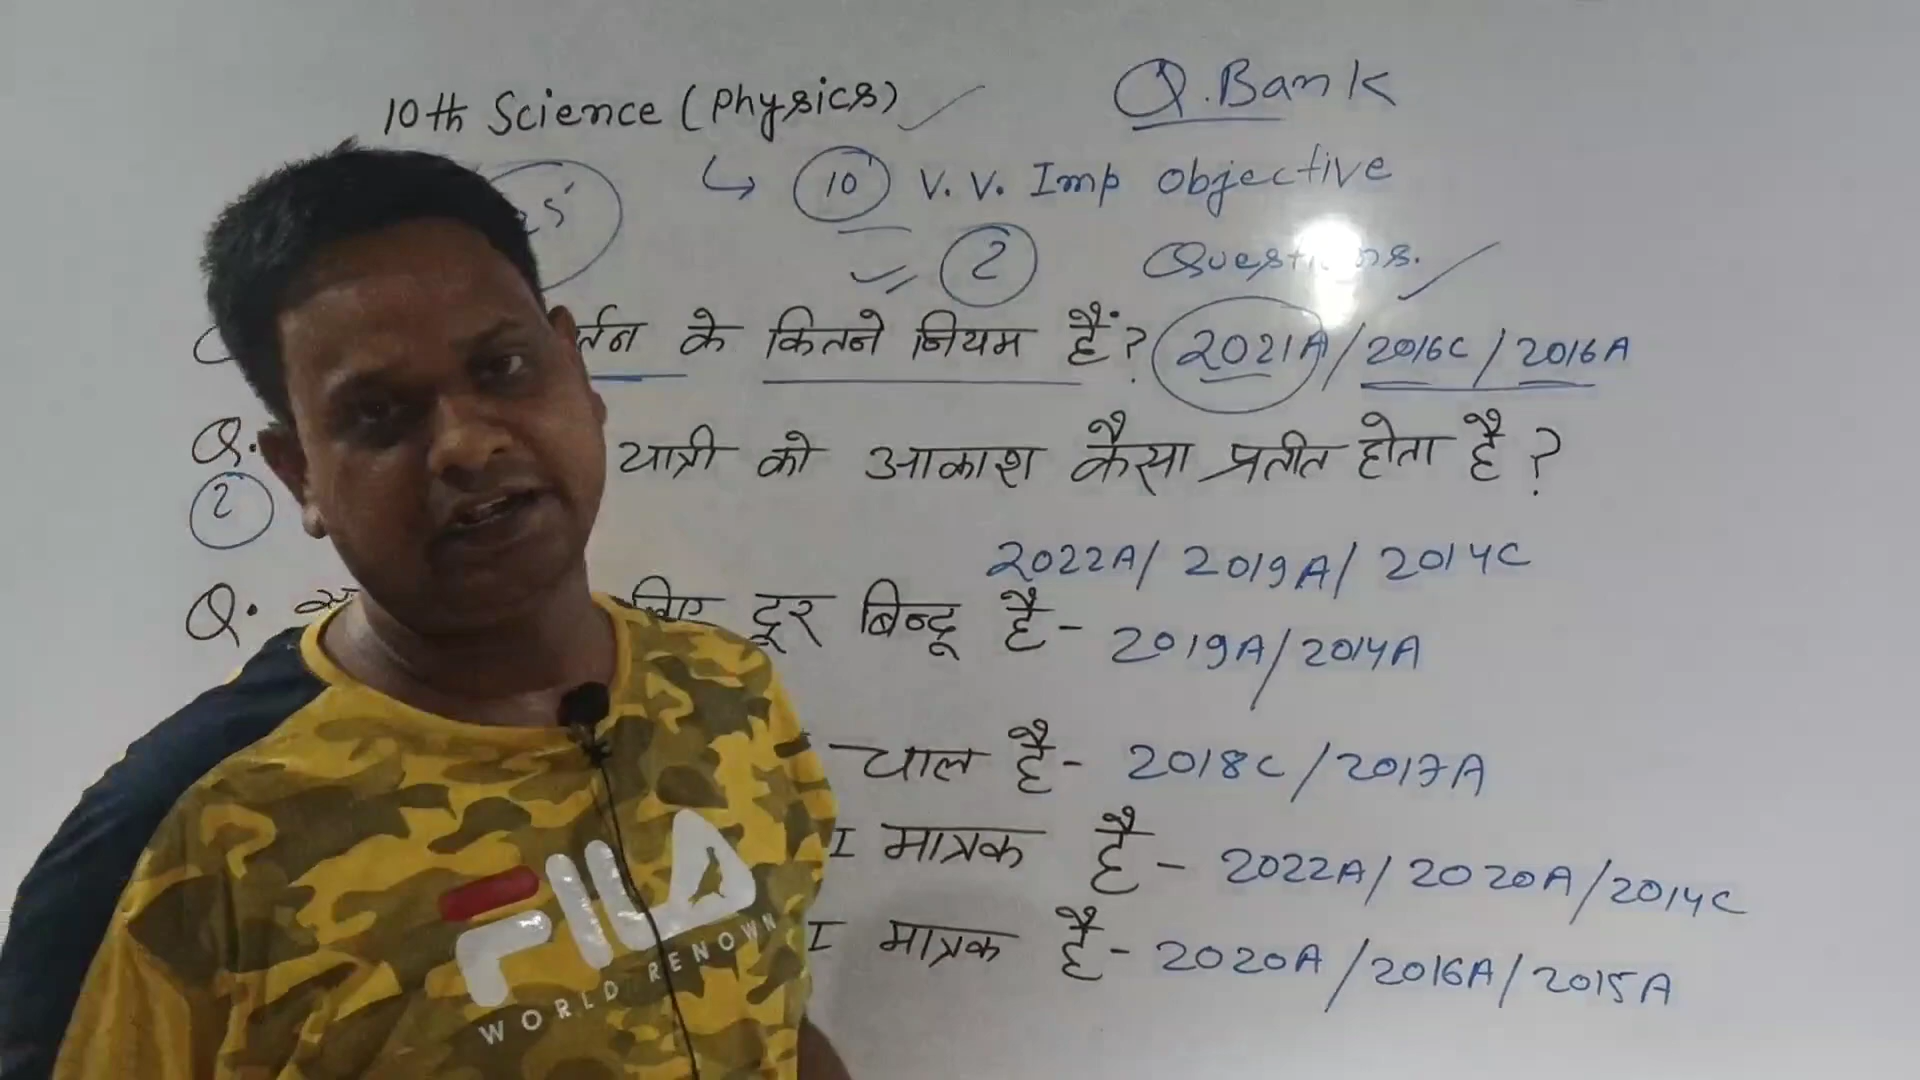 10th Science (Physics) Q. Bank
10 V. V. Imp objective
2 Questions.
के कितने नियम हैं? 2021A/2016C/2016A
Q. यात्री को आकाश कैसा प्रतीत होता है?
2
2022A/2019A/2014C
Q. लिए दूर बिन्दू है- 2019A/2014A
चाल है- 2018C/2017A
I मात्रक है- 2022A/2020A/2014C
I मात्रक है- 2020A/2016A/2015A
FILA
WORLD RENOWN